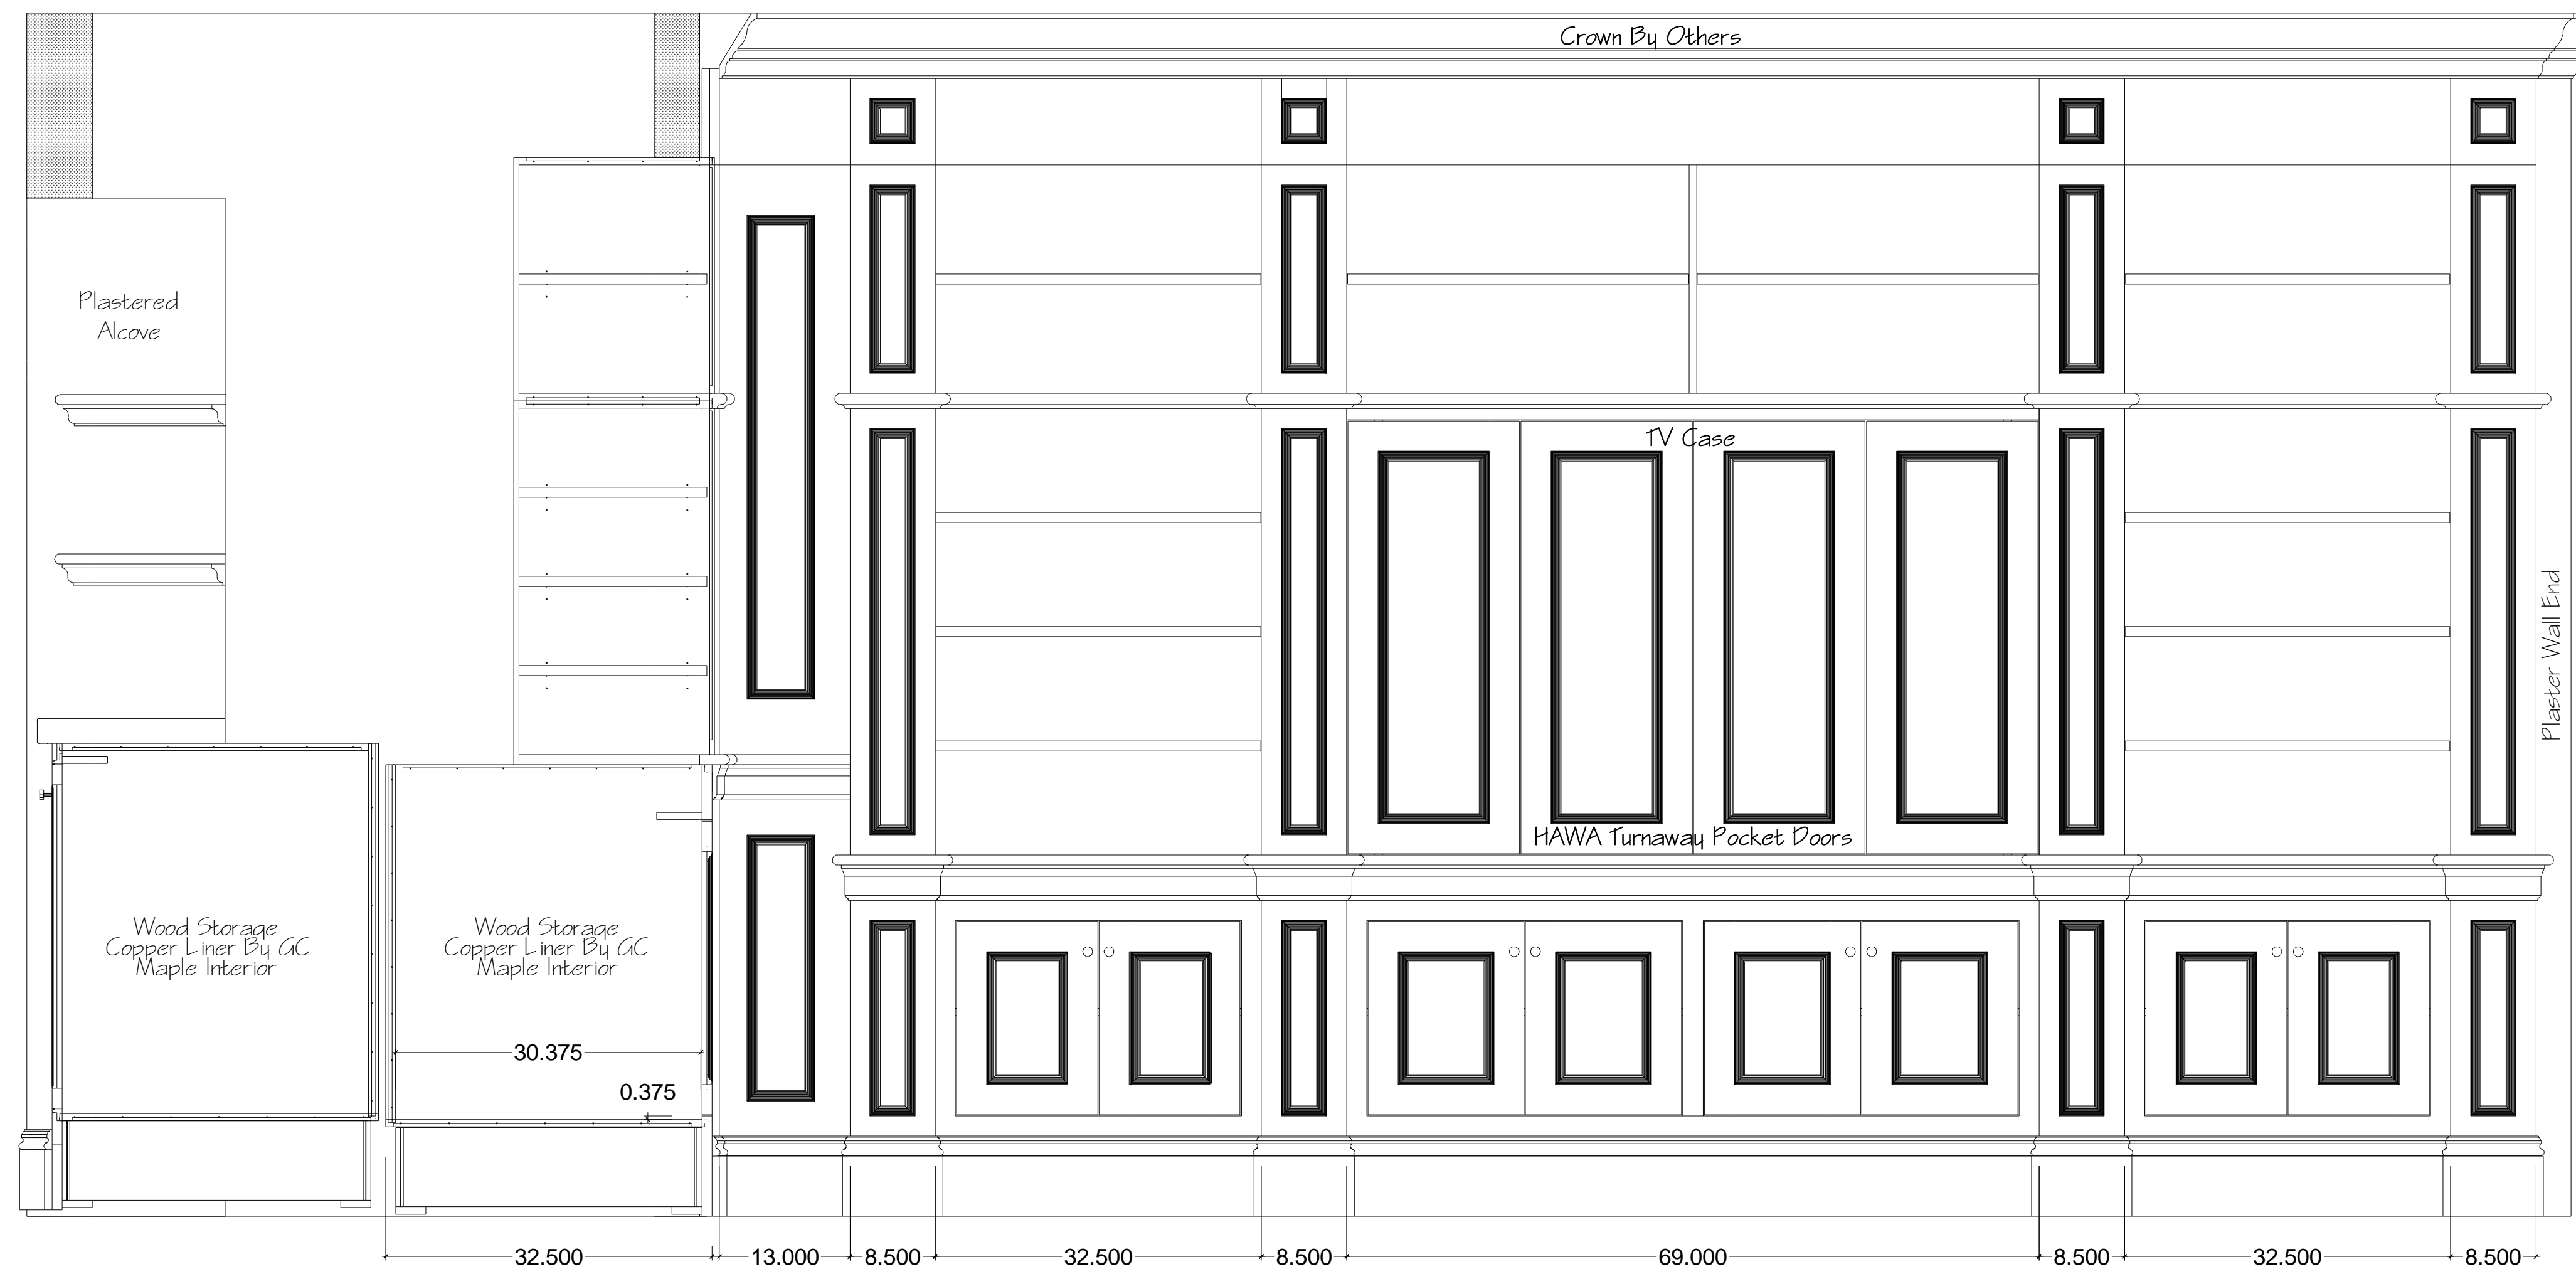 Crown By Others
Plastered
Alcove
TV Case
HAWA Turnaway Pocket Doors
Plaster Wall End
Wood Storage
Copper Liner By GC
Maple Interior
Wood Storage
Copper Liner By GC
Maple Interior
30.375
0.375
32.500
13.000
8.500
32.500
8.500
69.000
8.500
32.500
8.500